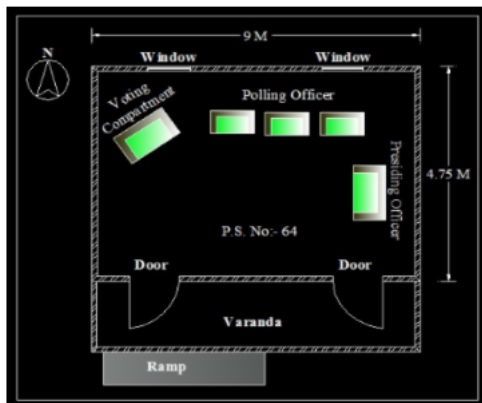 9 M
N
Window
Window
Voting
Compartment
Polling Officer
Presiding Officer
4.75 M
P.S. No:- 64
Door
Door
Varanda
Ramp